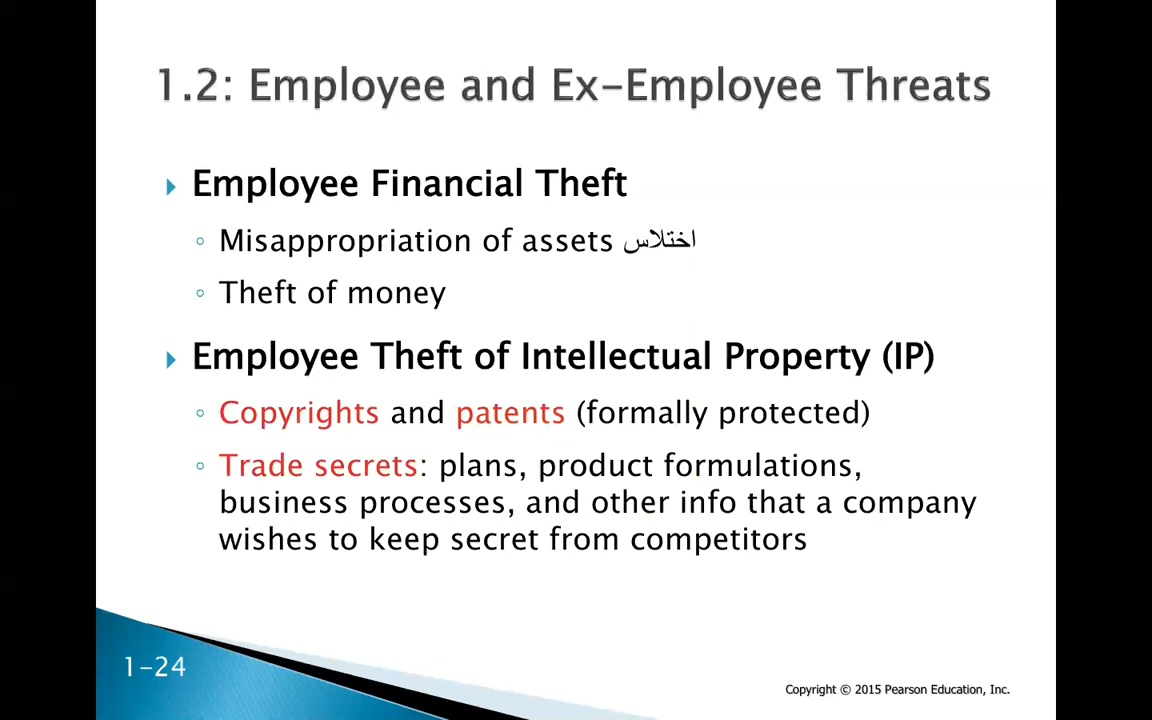 1.2: Employee and Ex-Employee Threats
Employee Financial Theft
Misappropriation of assets اختلاس
Theft of money
Employee Theft of Intellectual Property (IP)
Copyrights and patents (formally protected)
Trade secrets: plans, product formulations,
business processes, and other info that a company
wishes to keep secret from competitors
1-24
Copyright © 2015 Pearson Education, Inc.